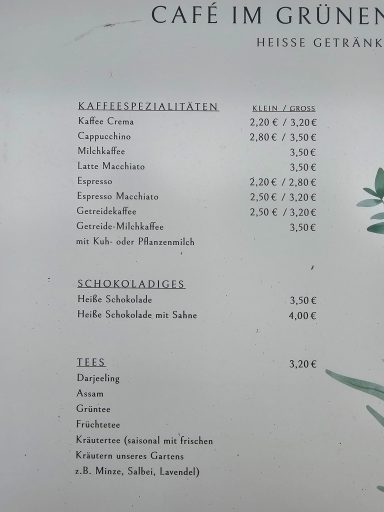 CAFÉ IM GRÜNEN
HEISSE GETRÄNK
KAFFEESPEZIALITÄTEN KLEIN / GROSS
Kaffee Crema 2,20 € / 3,20 €
Cappucchino 2,80 € / 3,50 €
Milchkaffee 3,50 €
Latte Macchiato 3,50 €
Espresso 2,20 € / 2,80 €
Espresso Macchiato 2,50 € / 3,20 €
Getreidekaffee 2,50 € / 3,20 €
Getreide-Milchkaffee 3,50 €
mit Kuh- oder Pflanzenmilch
SCHOKOLADIGES
Heiße Schokolade 3,50 €
Heiße Schokolade mit Sahne 4,00 €
TEES 3,20 €
Darjeeling
Assam
Grüntee
Früchtetee
Kräutertee (saisonal mit frischen
Kräutern unseres Gartens
z.B. Minze, Salbei, Lavendel)